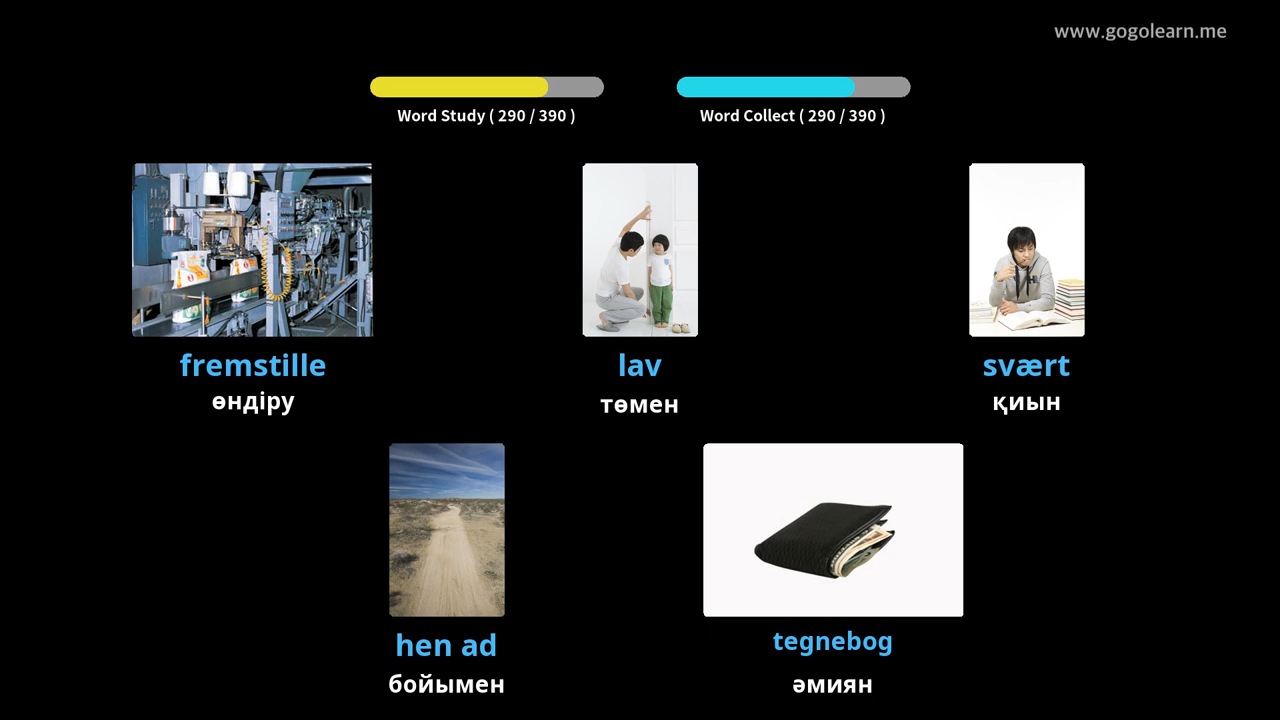 www.gogolearn.me
Word Study ( 290 / 390 )
Word Collect ( 290 / 390 )
fremstille
өндіру
lav
төмен
svært
қиын
hen ad
бойымен
tegnebog
әмиян